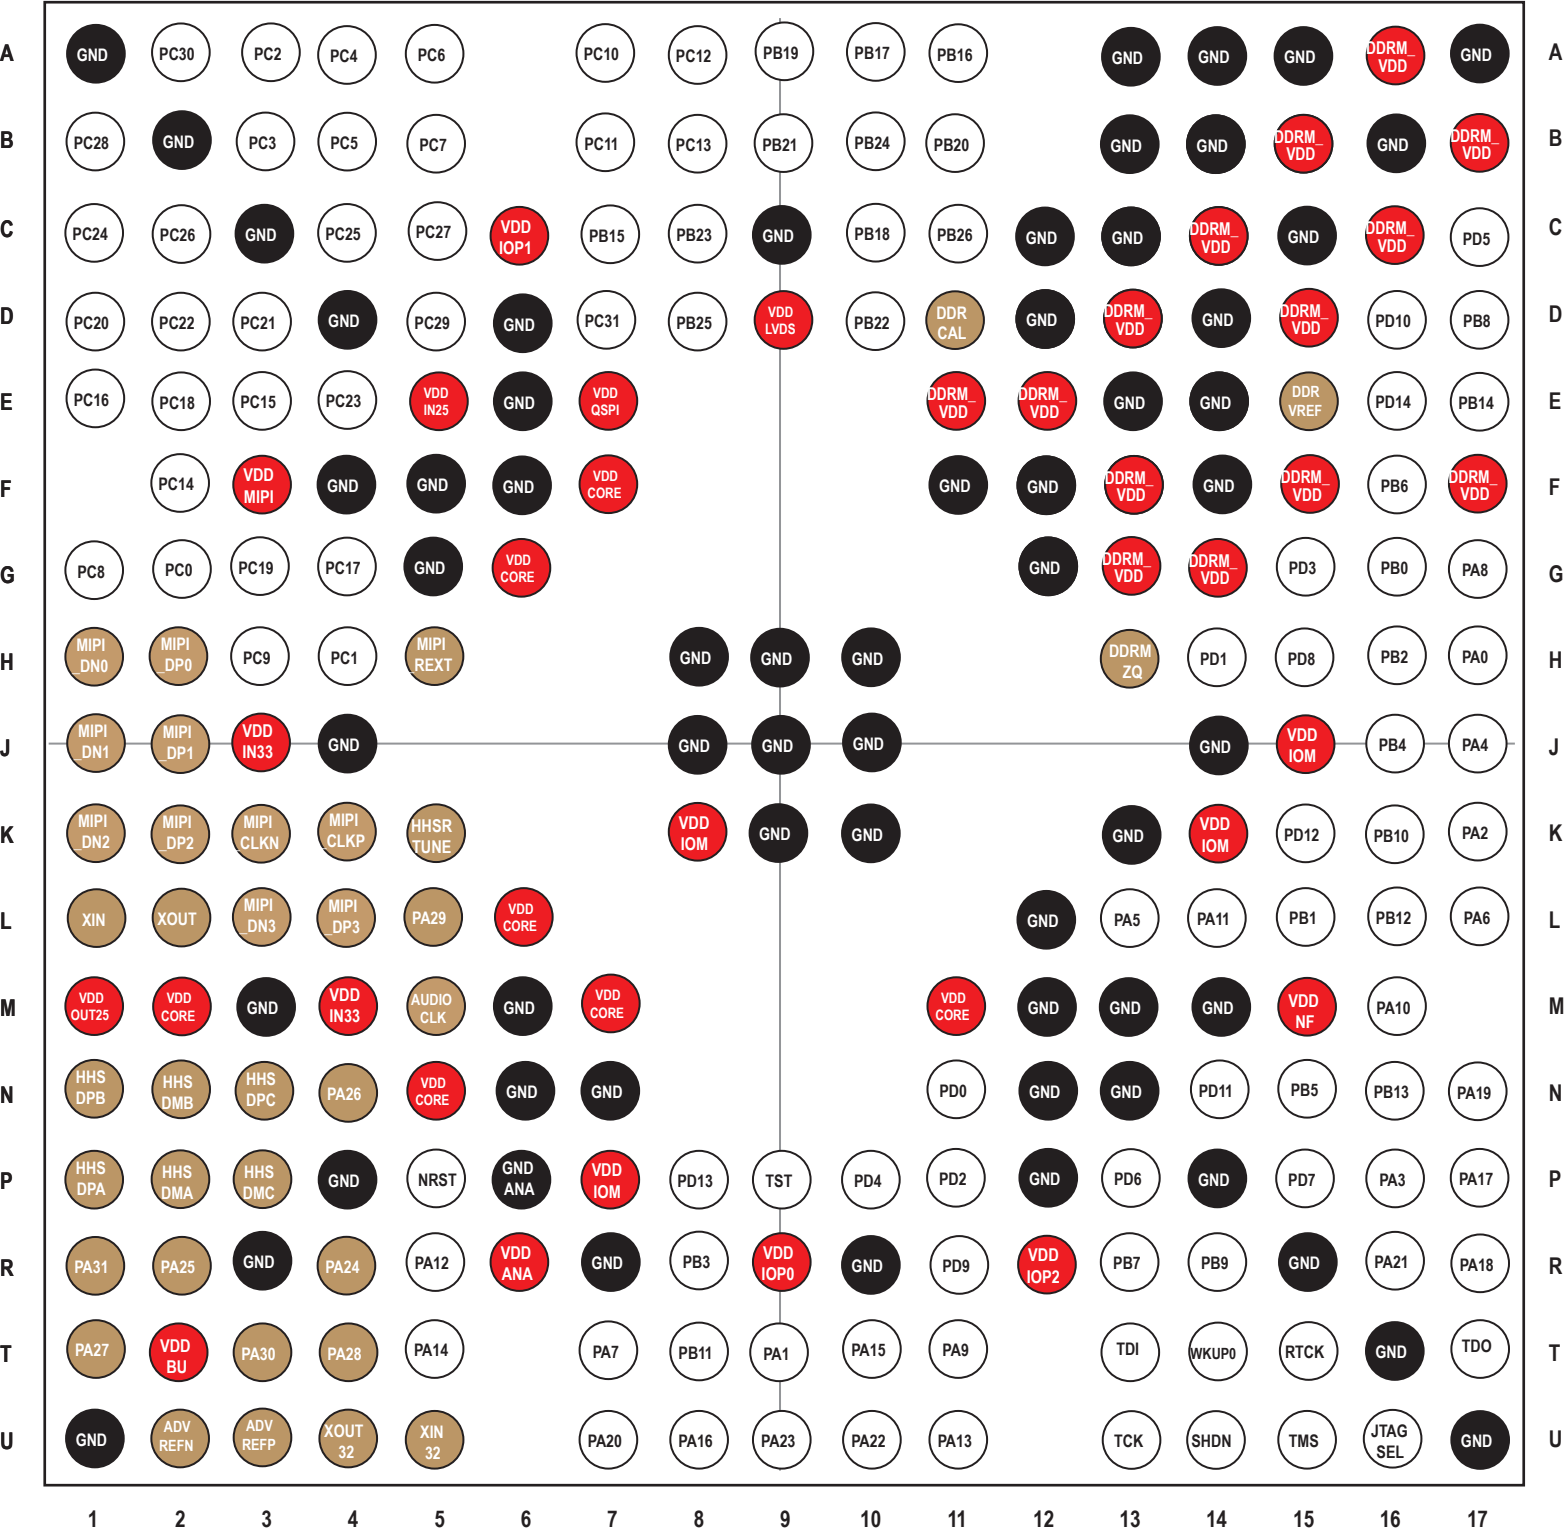 A GND PC30 PC2 PC4 PC6 PC10 PC12 PB19 PB17 PB16 GND GND GND DDRM_ VDD GND A
B PC28 GND PC3 PC5 PC7 PC11 PC13 PB21 PB24 PB20 GND GND DDRM_ VDD GND DDRM_ VDD B
C PC24 PC26 GND PC25 PC27 VDD IOP1 PB15 PB23 GND PB18 PB26 GND GND DDRM_ VDD GND DDRM_ VDD PD5 C
D PC20 PC22 PC21 GND PC29 GND PC31 PB25 VDD LVDS PB22 DDR CAL GND DDRM_ VDD GND DDRM_ VDD PD10 PB8 D
E PC16 PC18 PC15 PC23 VDD IN25 GND VDD QSPI DDRM_ VDD DDRM_ VDD GND GND DDR VREF PD14 PB14 E
F PC14 VDD MIPI GND GND GND VDD CORE GND GND DDRM_ VDD GND DDRM_ VDD PB6 DDRM_ VDD F
G PC8 PC0 PC19 PC17 GND VDD CORE GND DDRM_ VDD DDRM_ VDD PD3 PB0 PA8 G
H MIPI _DN0 MIPI _DP0 PC9 PC1 MIPI _REXT GND GND GND DDRM ZQ PD1 PD8 PB2 PA0 H
J MIPI _DN1 MIPI _DP1 VDD IN33 GND GND GND GND GND VDD IOM PB4 PA4 J
K MIPI _DN2 MIPI _DP2 MIPI _CLKN MIPI _CLKP HHSR TUNE VDD IOM GND GND GND VDD IOM PD12 PB10 PA2 K
L XIN XOUT MIPI _DN3 MIPI _DP3 PA29 VDD CORE GND PA5 PA11 PB1 PB12 PA6 L
M VDD OUT25 VDD CORE GND VDD IN33 AUDIO CLK GND VDD CORE VDD CORE GND GND GND VDD NF PA10 M
N HHS DPB HHS DMB HHS DPC PA26 VDD CORE GND GND PD0 GND GND PD11 PB5 PB13 PA19 N
P HHS DPA HHS DMA HHS DMC GND NRST GND ANA VDD IOM PD13 TST PD4 PD2 GND PD6 GND PD7 PA3 PA17 P
R PA31 PA25 GND PA24 PA12 VDD ANA GND PB3 VDD IOP0 GND PD9 VDD IOP2 PB7 PB9 GND PA21 PA18 R
T PA27 VDD BU PA30 PA28 PA14 PA7 PB11 PA1 PA15 PA9 TDI WKUP0 RTCK GND TDO T
U GND ADV REFN ADV REFP XOUT 32 XIN 32 PA20 PA16 PA23 PA22 PA13 TCK SHDN TMS JTAG SEL GND U
1 2 3 4 5 6 7 8 9 10 11 12 13 14 15 16 17